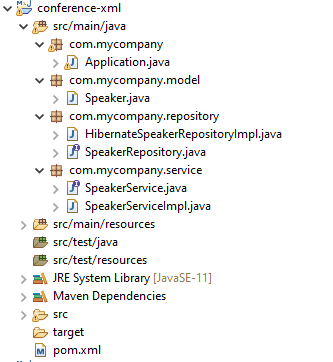 conference-xml
src/main/java
com.mycompany
Application.java
com.mycompany.model
Speaker.java
com.mycompany.repository
HibernateSpeakerRepositoryImpl.java
SpeakerRepository.java
com.mycompany.service
SpeakerService.java
SpeakerServiceImpl.java
src/main/resources
src/test/java
src/test/resources
JRE System Library [JavaSE-11]
Maven Dependencies
src
target
pom.xml